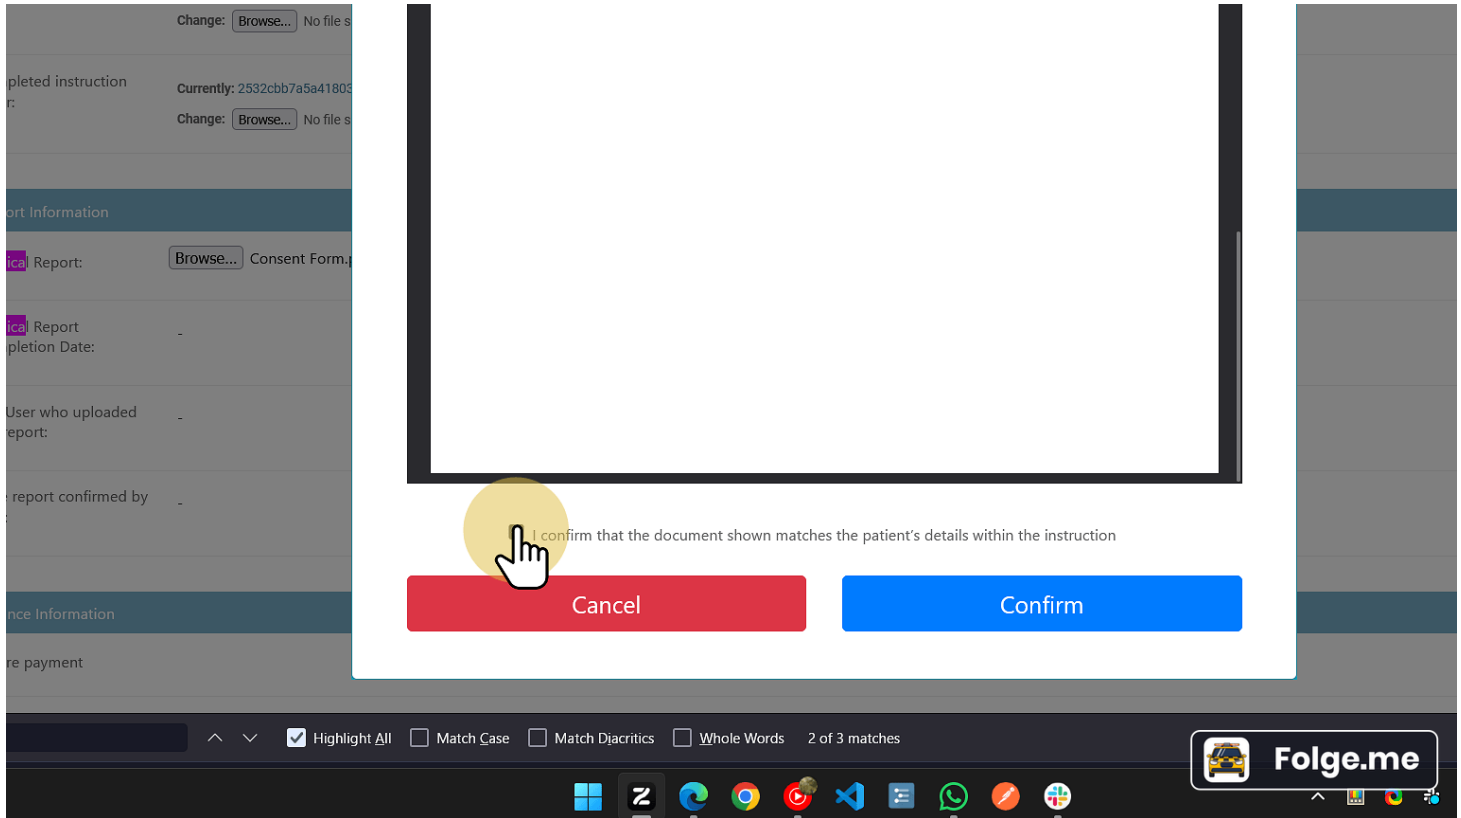 Change: Browse... No file s
pleted instruction
r:
Currently: 2532cbb7a5a41803
Change: Browse... No file s
ort Information
ical Report:
Browse... Consent Form.p
ical Report
pletion Date:
-
User who uploaded
report:
-
e report confirmed by
:
-
I confirm that the document shown matches the patient's details within the instruction
Cancel
Confirm
nce Information
re payment
Highlight All Match Case Match Diacritics Whole Words 2 of 3 matches
Folge.me